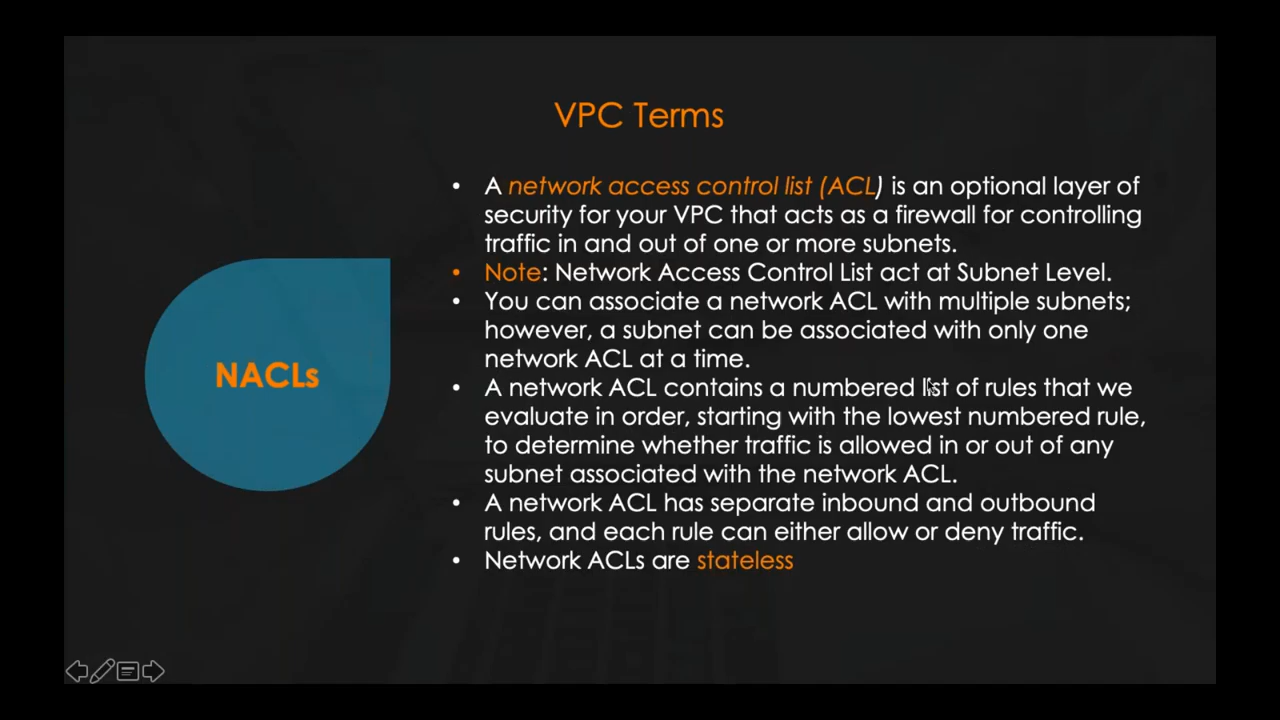 VPC Terms
NACLs
• A network access control list (ACL) is an optional layer of
security for your VPC that acts as a firewall for controlling
traffic in and out of one or more subnets.
• Note: Network Access Control List act at Subnet Level.
• You can associate a network ACL with multiple subnets;
however, a subnet can be associated with only one
network ACL at a time.
• A network ACL contains a numbered list of rules that we
evaluate in order, starting with the lowest numbered rule,
to determine whether traffic is allowed in or out of any
subnet associated with the network ACL.
• A network ACL has separate inbound and outbound
rules, and each rule can either allow or deny traffic.
• Network ACLs are stateless